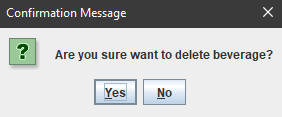 Confirmation Message
Are you sure want to delete beverage?
Yes No